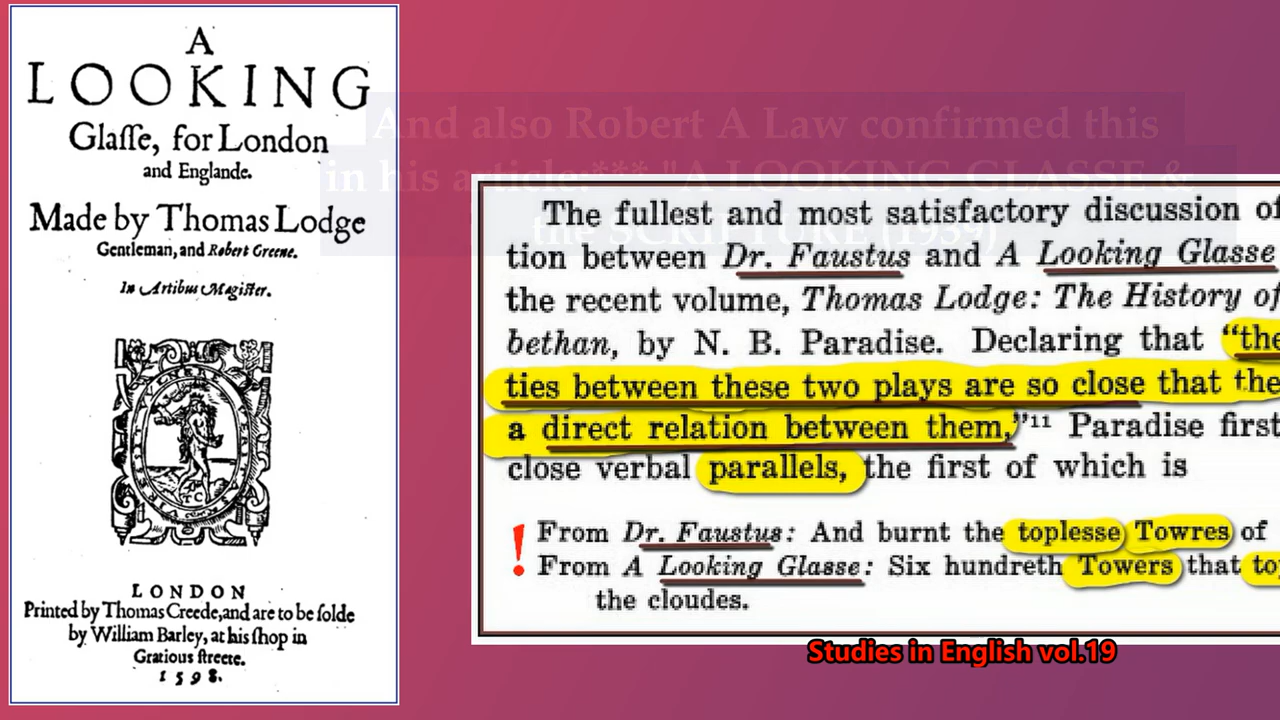 A
LOOKING
Glaſſe, for London
and Englande.
Made by Thomas Lodge
Gentleman, and Robert Greene.
In Artibus Magiſter.
LONDON
Printed by Thomas Creede, and are to be ſolde
by William Barley, at his ſhop in
Gratious ſtreete.
1598.
And also Robert A Law confirmed this
in his article:*** "A LOOKING GLASSE &
the SCRIPTURE (1939)
The fullest and most satisfactory discussion of
tion between Dr. Faustus and A Looking Glasse
the recent volume, Thomas Lodge: The History of
bethan, by N. B. Paradise. Declaring that “the
ties between these two plays are so close that the
a direct relation between them,”¹¹ Paradise first
close verbal parallels, the first of which is
! From Dr. Faustus: And burnt the toplesse Towres of
From A Looking Glasse: Six hundreth Towers that to
the cloudes.
Studies in English vol.19